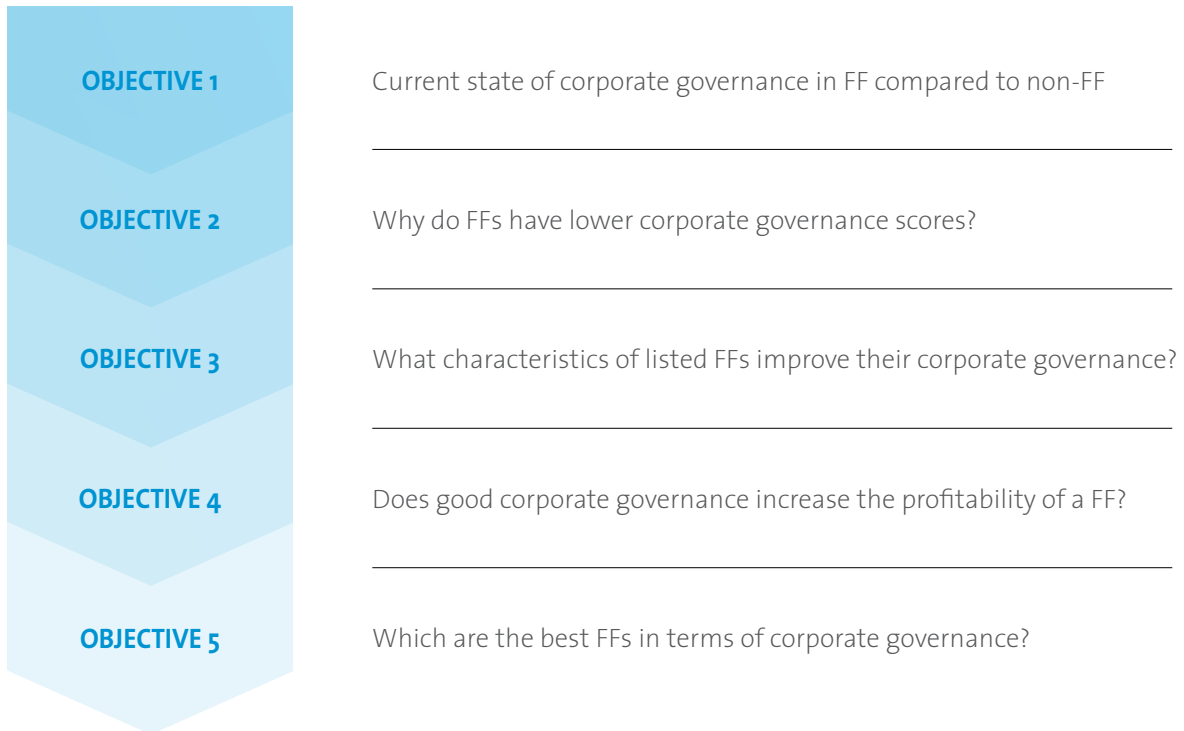 OBJECTIVE 1
Current state of corporate governance in FF compared to non-FF
OBJECTIVE 2
Why do FFs have lower corporate governance scores?
OBJECTIVE 3
What characteristics of listed FFs improve their corporate governance?
OBJECTIVE 4
Does good corporate governance increase the profitability of a FF?
OBJECTIVE 5
Which are the best FFs in terms of corporate governance?